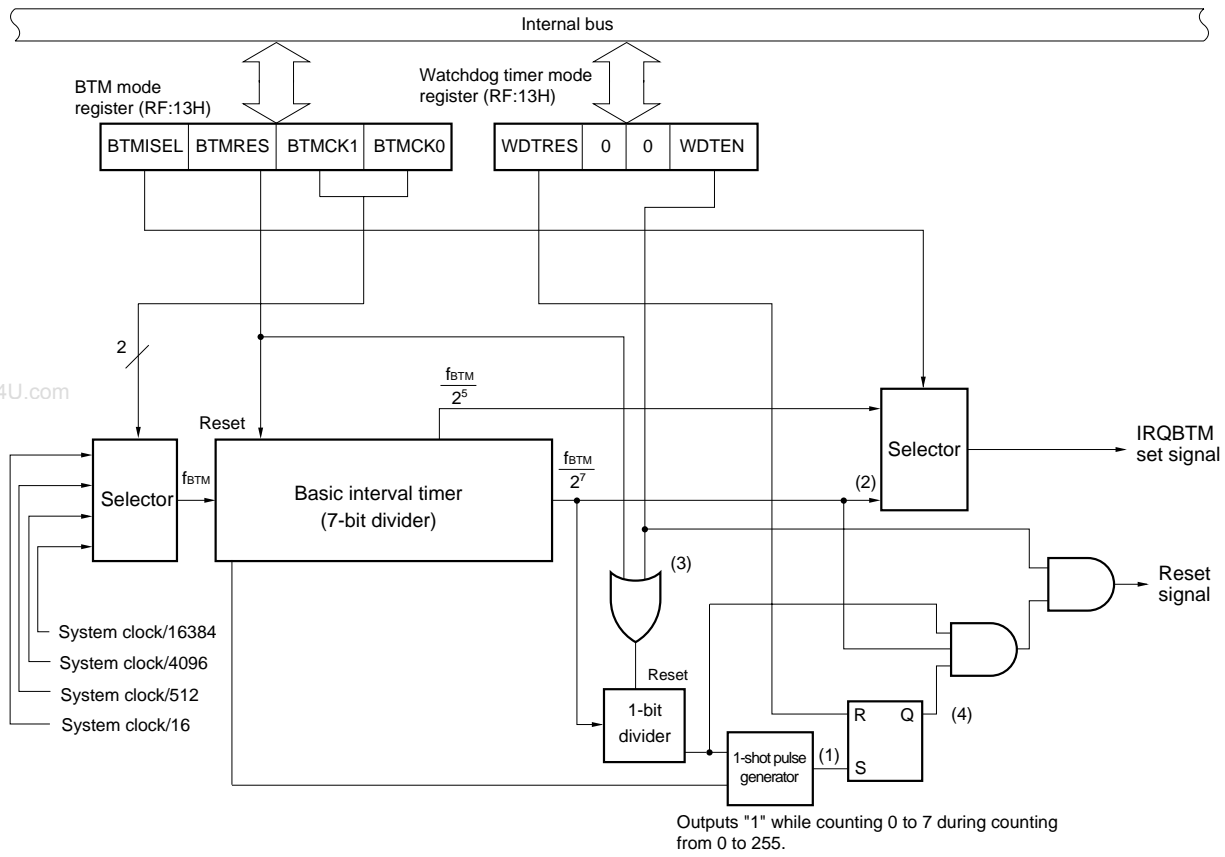 Internal bus
BTM mode
register (RF:13H)
Watchdog timer mode
register (RF:13H)
BTMISEL BTMRES BTMCK1 BTMCK0
WDTRES 0 0 WDTEN
2
4U.com
Reset
fBTM
2^5
fBTM
2^7
Selector
fBTM
Basic interval timer
(7-bit divider)
(2)
Selector
IRQBTM
set signal
(3)
Reset
signal
System clock/16384
System clock/4096
System clock/512
System clock/16
Reset
1-bit
divider
1-shot pulse
generator
(1)
R Q
S
(4)
Outputs "1" while counting 0 to 7 during counting
from 0 to 255.